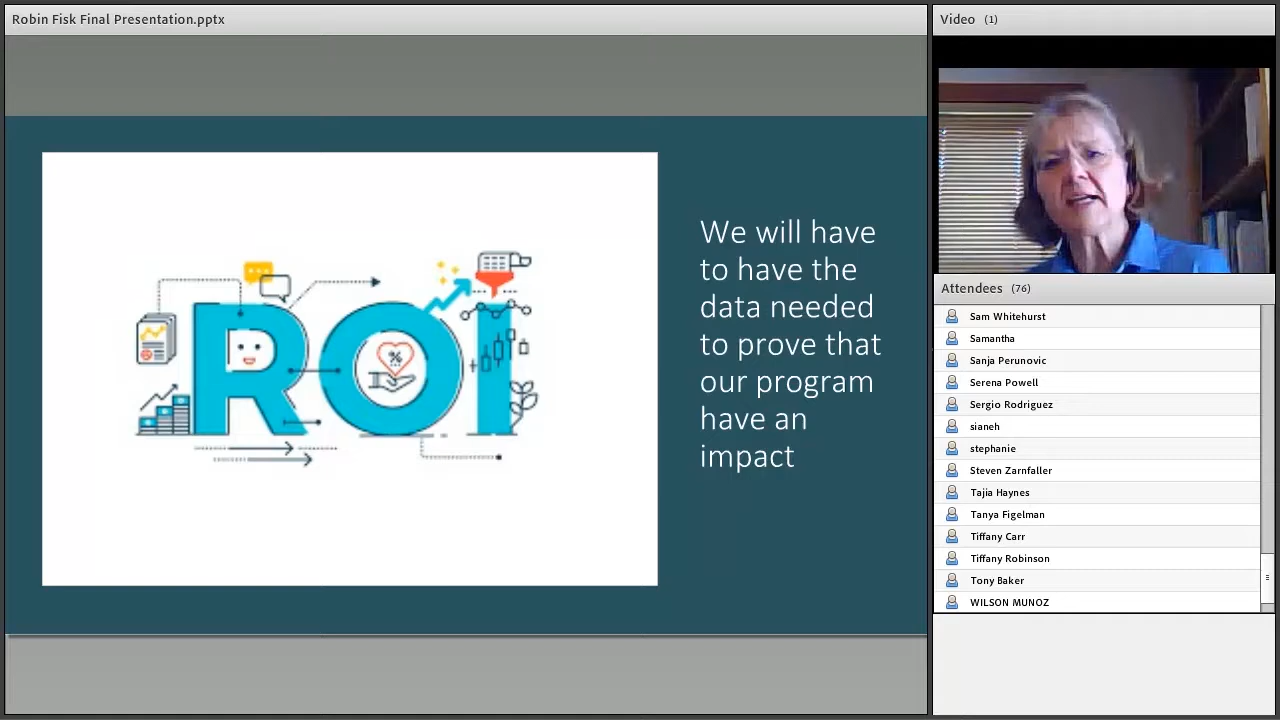 Robin Fisk Final Presentation.pptx
ROI
We will have
to have the
data needed
to prove that
our program
have an
impact
Video (1)
Attendees (76)
Sam Whitehurst
Samantha
Sanja Perunovic
Serena Powell
Sergio Rodriguez
sianeh
stephanie
Steven Zarnfaller
Tajia Haynes
Tanya Figelman
Tiffany Carr
Tiffany Robinson
Tony Baker
WILSON MUNOZ